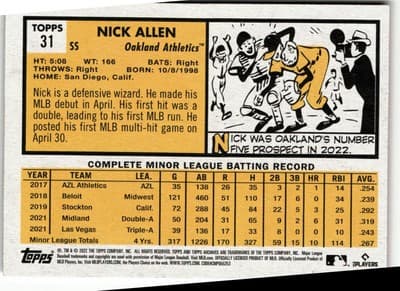 TOPPS
31
SS
NICK ALLEN
Oakland Athletics™
HT: 5:08 WT: 166 BATS: Right
THROWS: Right BORN: 10/8/1998
HOME: San Diego, Calif.
Nick is a defensive wizard. He made his
MLB debut in April. His first hit was a
double, leading to his first MLB run. He
posted his first MLB multi-hit game on
April 30.
NICK WAS OAKLAND'S NUMBER
FIVE PROSPECT IN 2022.
COMPLETE MINOR LEAGUE BATTING RECORD
YEAR TEAM LEA. G AB R H 2B 3B HR RBI AVG.
2017 AZL Athletics AZL 35 138 26 35 3 2 1 14 .254
2018 Beloit Midwest 121 460 51 110 17 6 0 34 .239
2019 Stockton Calif. 72 288 45 84 22 5 3 25 .292
2021 Midland Double-A 50 204 31 65 9 2 6 31 .319
2021 Las Vegas Triple-A 39 136 17 33 6 0 0 10 .243
Minor League Totals 4 Yrs. 317 1226 170 327 57 15 10 114 .267
Topps
MLB
PLAYERS